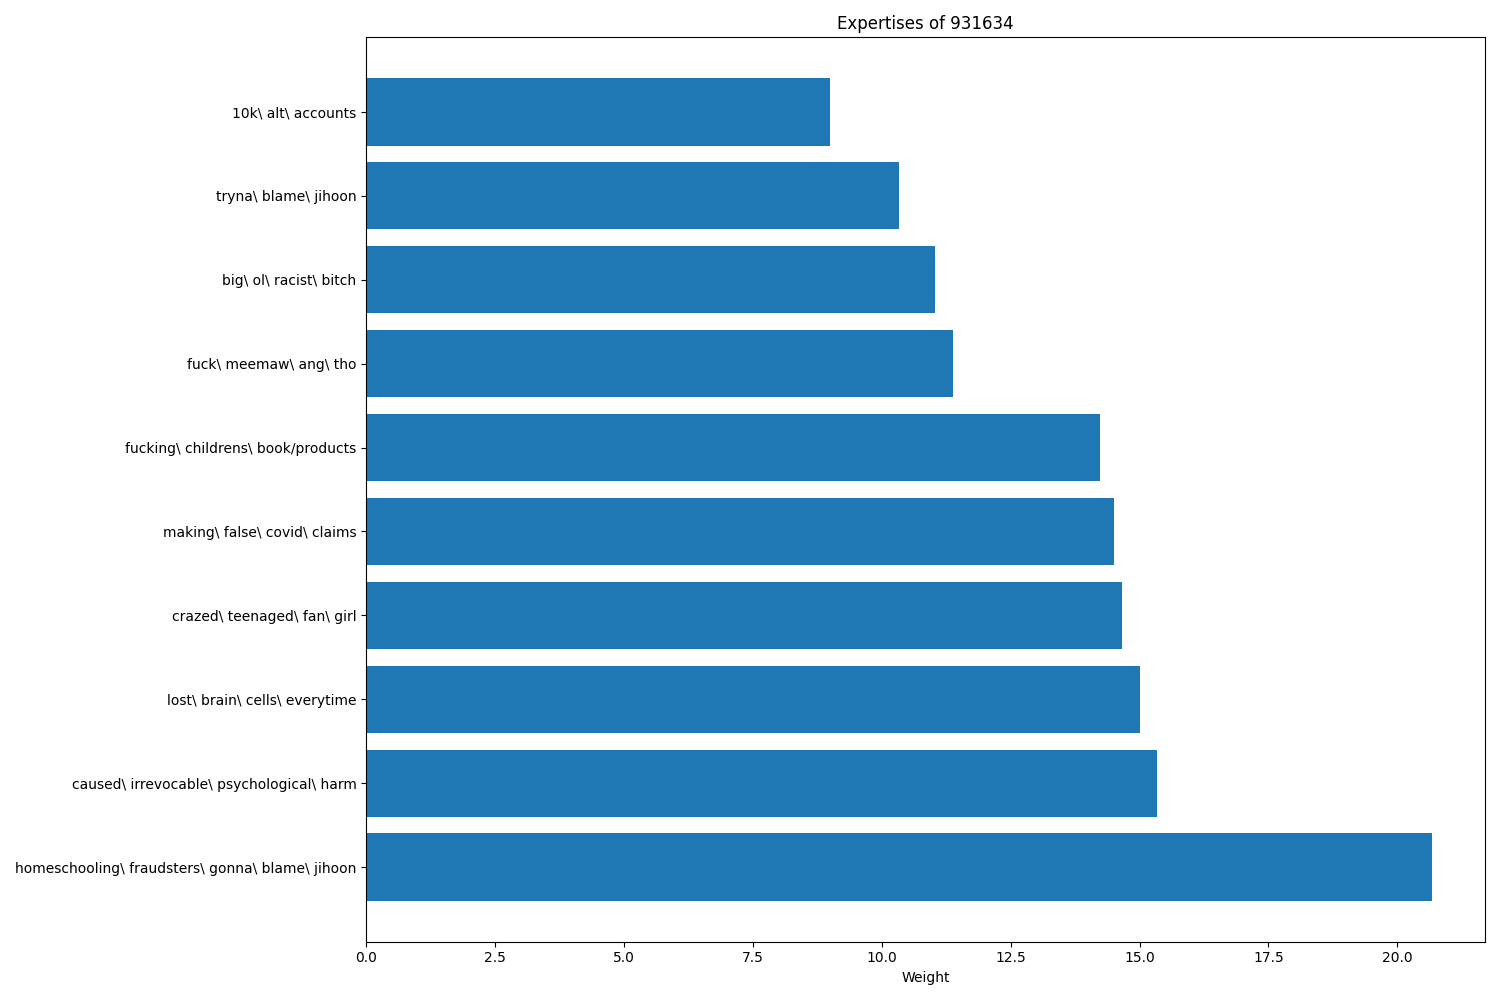 Expertises of 931634
10k\ alt\ accounts
tryna\ blame\ jihoon
big\ ol\ racist\ bitch
fuck\ meemaw\ ang\ tho
fucking\ childrens\ book/products
making\ false\ covid\ claims
crazed\ teenaged\ fan\ girl
lost\ brain\ cells\ everytime
caused\ irrevocable\ psychological\ harm
homeschooling\ fraudsters\ gonna\ blame\ jihoon
0.0 2.5 5.0 7.5 10.0 12.5 15.0 17.5 20.0
Weight